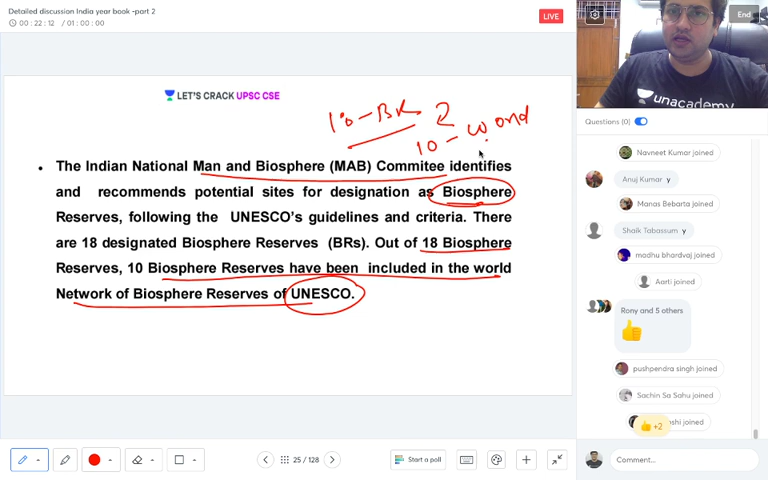 Detailed discussion India year book -part 2
00 : 22 : 12 / 01 : 00 : 00
LIVE
End
unacademy
LET'S CRACK UPSC CSE
18-BR
10 - world
• The Indian National Man and Biosphere (MAB) Commitee identifies
and recommends potential sites for designation as Biosphere
Reserves, following the UNESCO's guidelines and criteria. There
are 18 designated Biosphere Reserves (BRs). Out of 18 Biosphere
Reserves, 10 Biosphere Reserves have been included in the world
Network of Biosphere Reserves of UNESCO.
Questions (0)
Navneet Kumar joined
Anuj Kumar y
Manas Bebarta joined
Shaik Tabassum y
madhu bhardvaj joined
Aarti joined
Rony and 5 others
pushpendra singh joined
Sachin Sa Sahu joined
joined
+2
25 / 128
Start a poll
Comment...